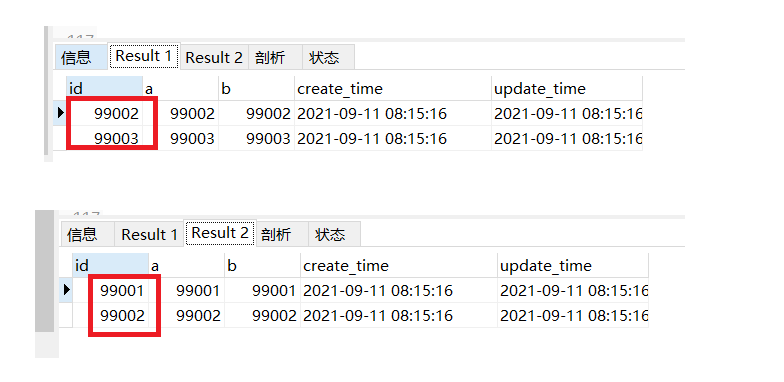 信息 Result 1 Result 2 剖析 状态
id a b create_time update_time
99002 99002 99002 2021-09-11 08:15:16 2021-09-11 08:15:16
99003 99003 99003 2021-09-11 08:15:16 2021-09-11 08:15:16
信息 Result 1 Result 2 剖析 状态
id a b create_time update_time
99001 99001 99001 2021-09-11 08:15:16 2021-09-11 08:15:16
99002 99002 99002 2021-09-11 08:15:16 2021-09-11 08:15:16